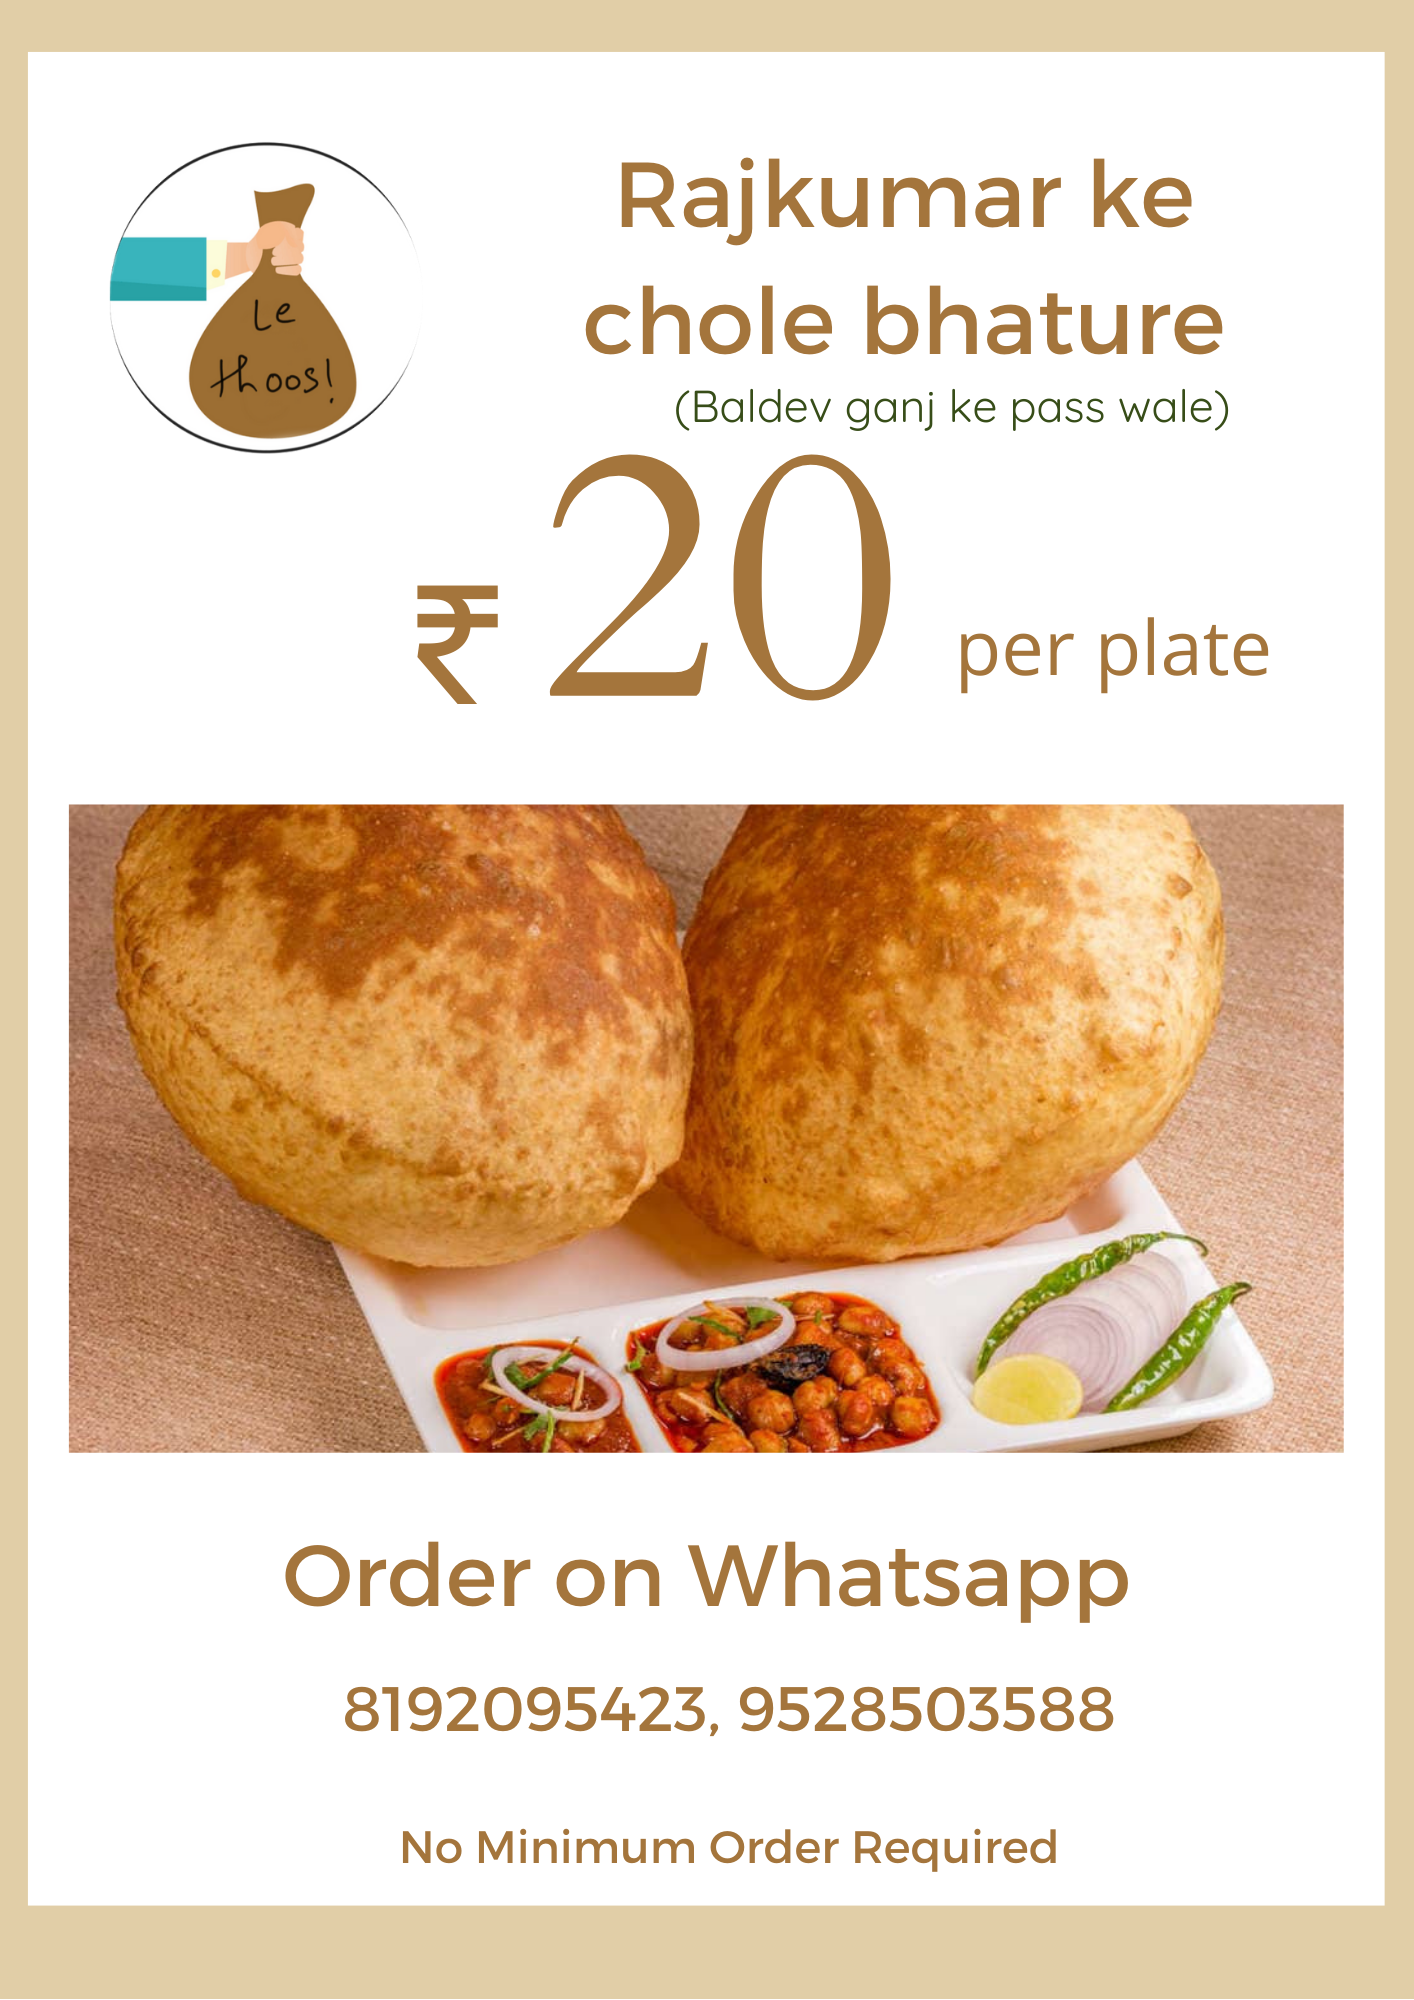 Le
thoos!
Rajkumar ke
chole bhature
(Baldev ganj ke pass wale)
₹ 20 per plate
Order on Whatsapp
8192095423, 9528503588
No Minimum Order Required